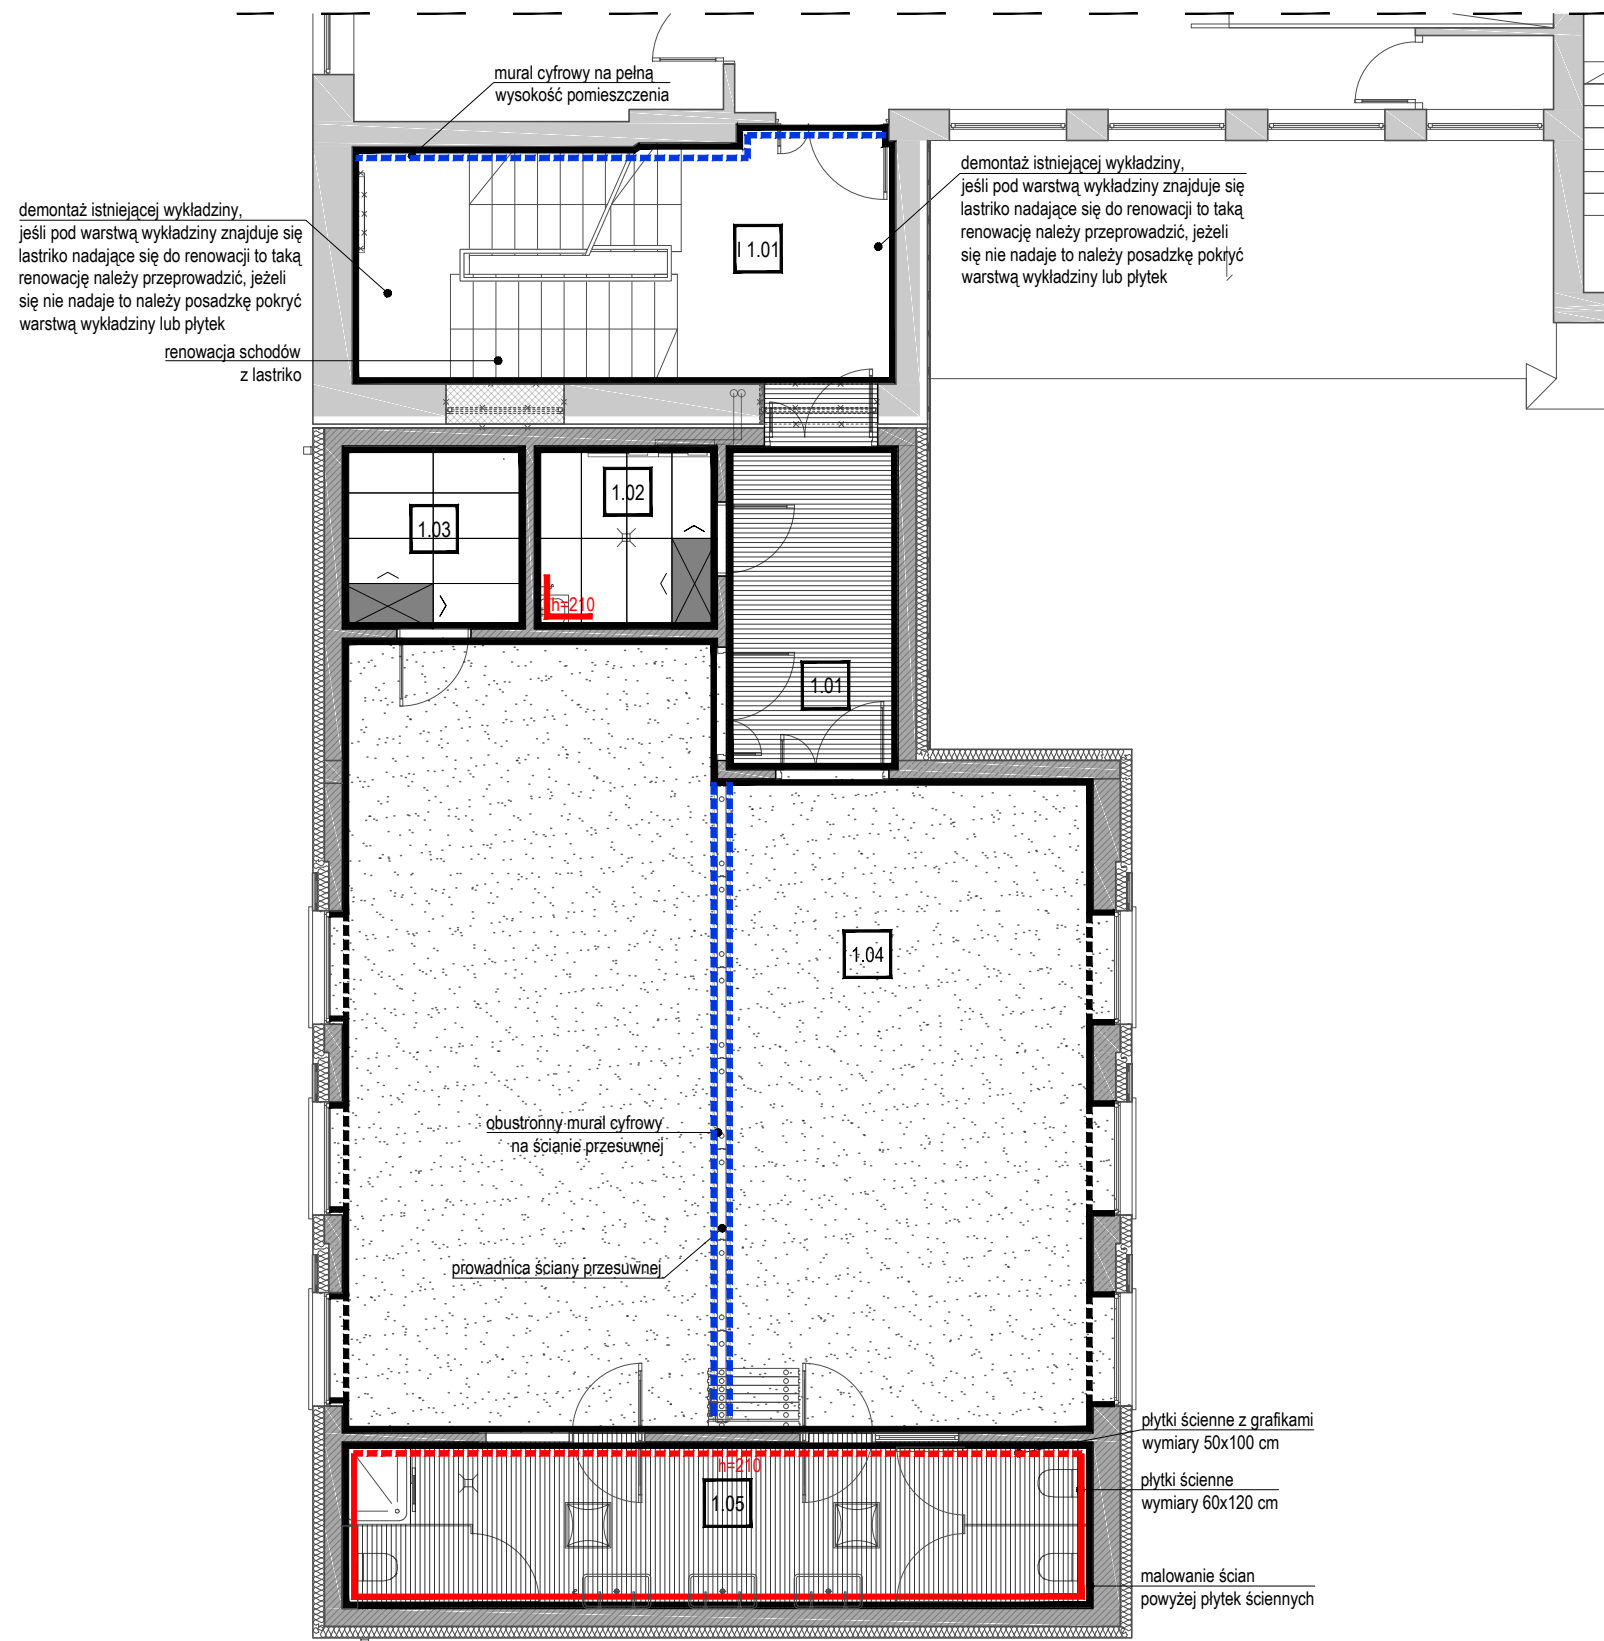 mural cyfrowy na pełną
wysokość pomieszczenia
demontaż istniejącej wykładziny,
jeśli pod warstwą wykładziny znajduje się
lastriko nadające się do renowacji to taką
renowację należy przeprowadzić, jeżeli
się nie nadaje to należy posadzkę pokryć
warstwą wykładziny lub płytek
demontaż istniejącej wykładziny,
jeśli pod warstwą wykładziny znajduje się
lastriko nadające się do renowacji to taką
renowację należy przeprowadzić, jeżeli
się nie nadaje to należy posadzkę pokryć
warstwą wykładziny lub płytek
I 1.01
renowacja schodów
z lastriko
1.02
1.03
h=210
1.01
1.04
obustronny mural cyfrowy
na ścianie przesuwnej
prowadnica ściany przesuwnej
płytki ścienne z grafikami
wymiary 50x100 cm
h=210
płytki ścienne
wymiary 60x120 cm
1.05
malowanie ścian
powyżej płytek ściennych